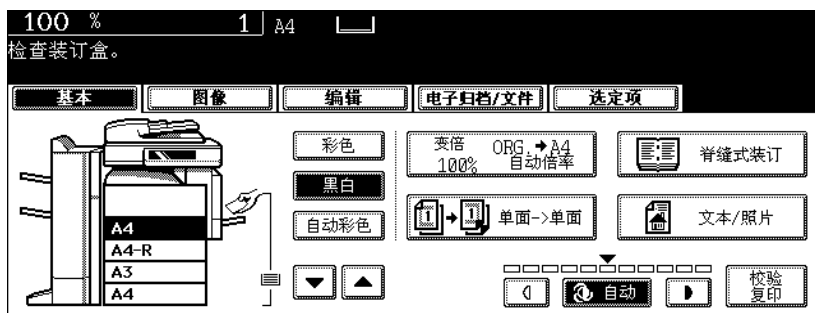 100 % 1 A4
检查装订盒。
基本 图像 编辑 电子归档/文件 选定项
彩色
黑白
自动彩色
变倍 ORG.→A4
100% 自动倍率
脊缝式装订
1→1 单面->单面
文本/照片
A4
A4-R
A3
A4
自动
校验
复印